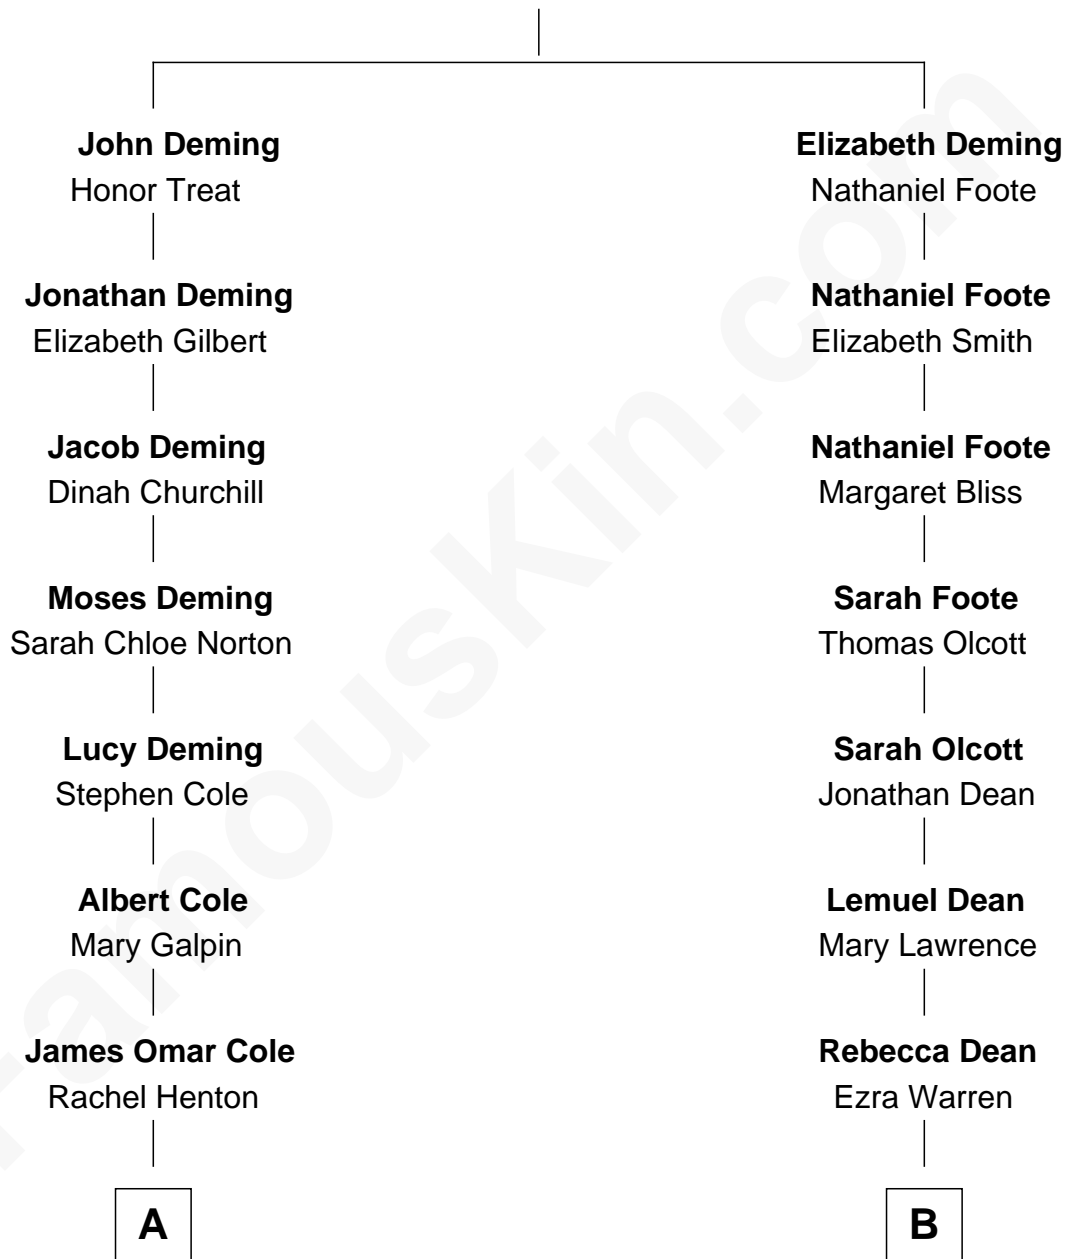 John Deming
Honor Treat
Jonathan Deming
Elizabeth Gilbert
Jacob Deming
Dinah Churchill
Moses Deming
Sarah Chloe Norton
Lucy Deming
Stephen Cole
Albert Cole
Mary Galpin
James Omar Cole
Rachel Henton
A
Elizabeth Deming
Nathaniel Foote
Nathaniel Foote
Elizabeth Smith
Nathaniel Foote
Margaret Bliss
Sarah Foote
Thomas Olcott
Sarah Olcott
Jonathan Dean
Lemuel Dean
Mary Lawrence
Rebecca Dean
Ezra Warren
B
FamousKin.com